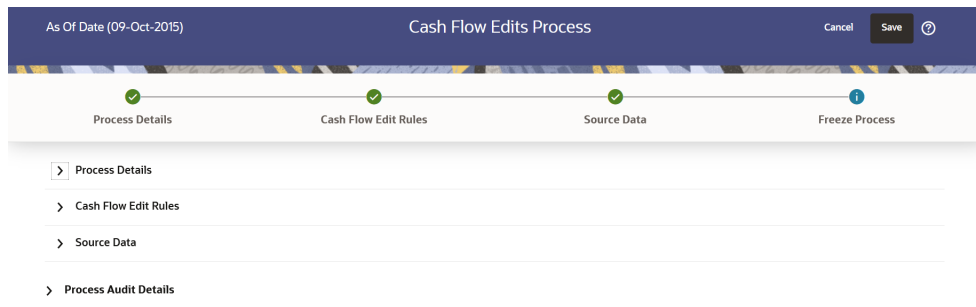 As Of Date (09-Oct-2015) Cash Flow Edits Process Cancel Save ?
Process Details Cash Flow Edit Rules Source Data Freeze Process
Process Details
Cash Flow Edit Rules
Source Data
Process Audit Details